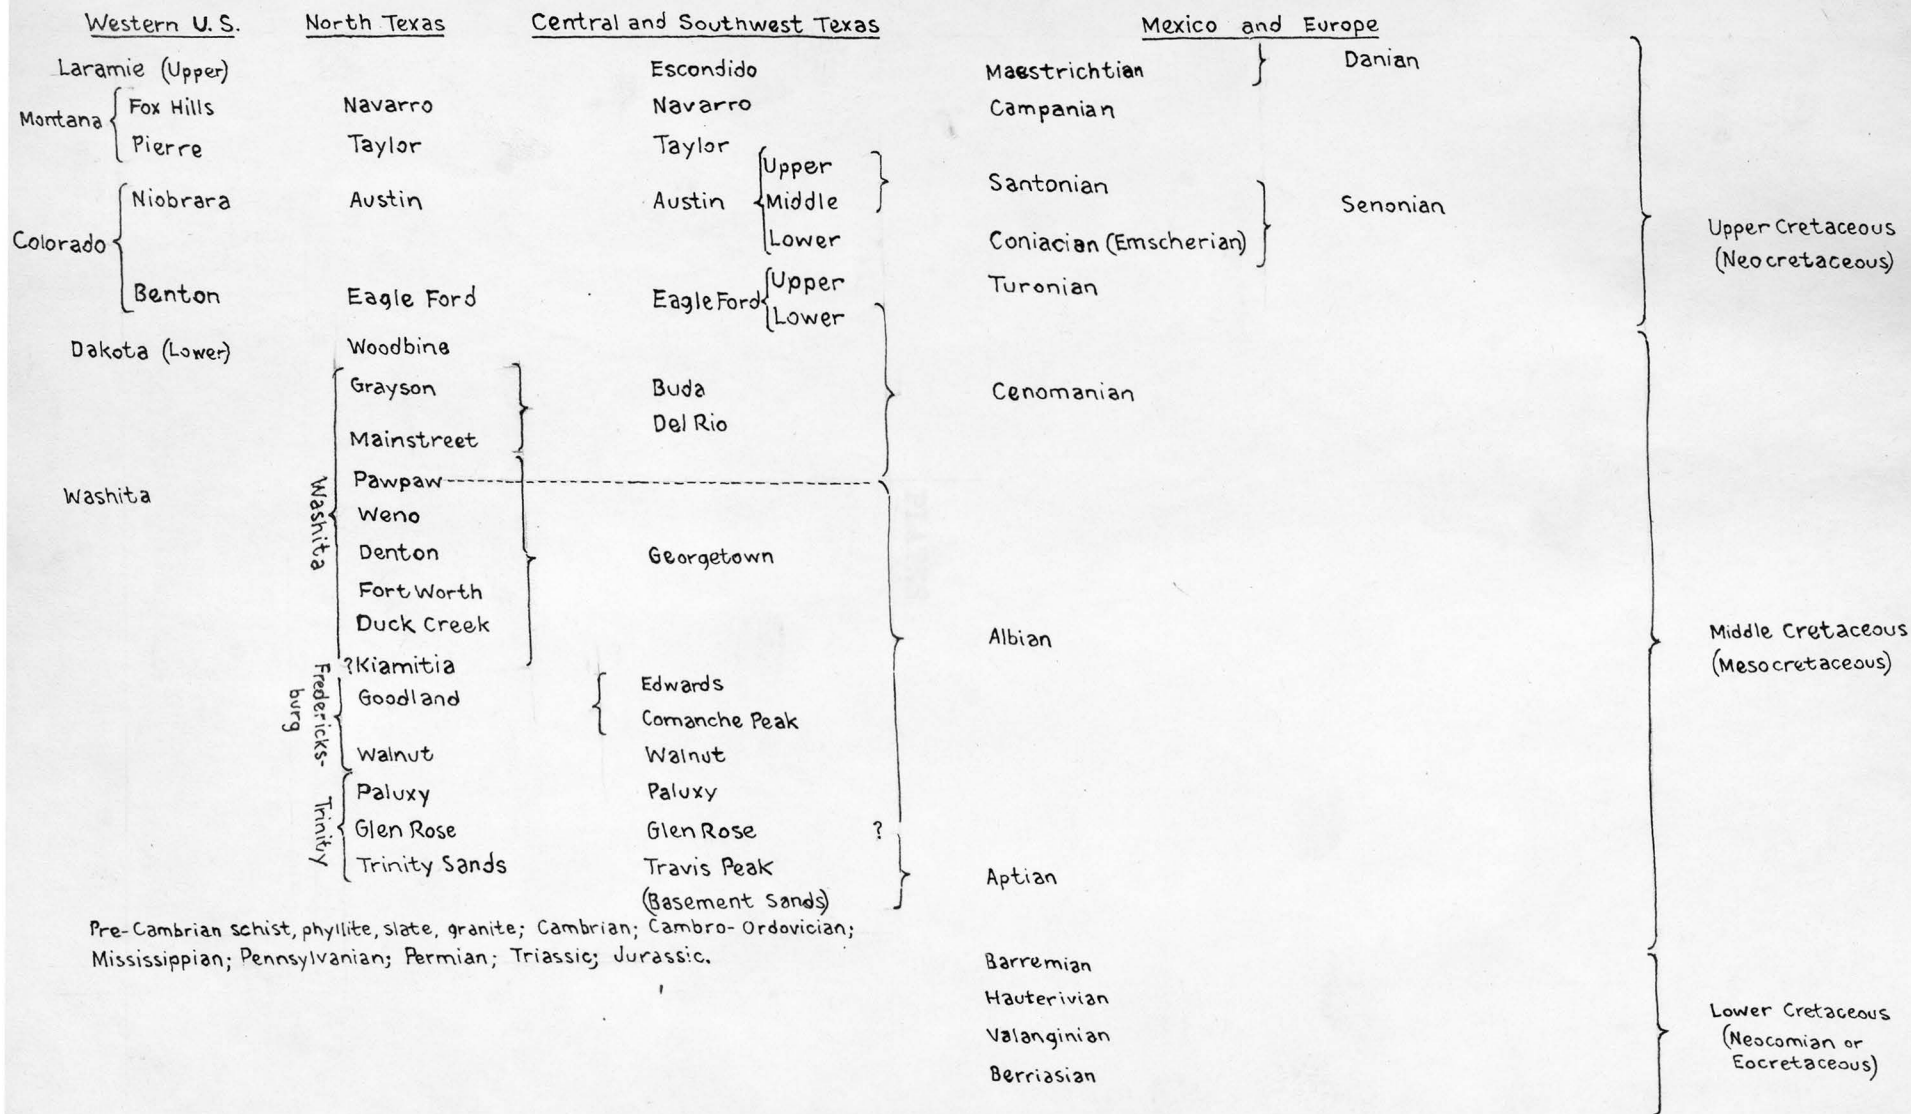 Western U. S. North Texas Central and Southwest Texas Mexico and Europe
Laramie (Upper) Escondido Maestrichtian Danian
Montana Fox Hills Navarro Navarro Campanian
Pierre Taylor Taylor
Upper
Niobrara Austin Austin Middle Santonian Senonian
Colorado Lower Coniacian (Emscherian) Upper Cretaceous
(Neocretaceous)
Benton Eagle Ford Eagle Ford Upper Turonian
Lower
Dakota (Lower) Woodbine
Grayson Buda Cenomanian
Del Rio
Mainstreet
Pawpaw
Washita Washita Weno
Denton Georgetown
Fort Worth
Duck Creek Albian Middle Cretaceous
(Mesocretaceous)
?Kiamitia
Fredericks-
burg
Goodland Edwards
Comanche Peak
Walnut Walnut
Paluxy Paluxy
Trinity Glen Rose Glen Rose ?
Trinity Sands Travis Peak Aptian
(Basement Sands)
Pre-Cambrian schist, phyllite, slate, granite; Cambrian; Cambro-Ordovician;
Mississippian; Pennsylvanian; Permian; Triassic; Jurassic.
Barremian
Hauterivian Lower Cretaceous
Valanginian (Neocomian or
Eocretaceous)
Berriasian